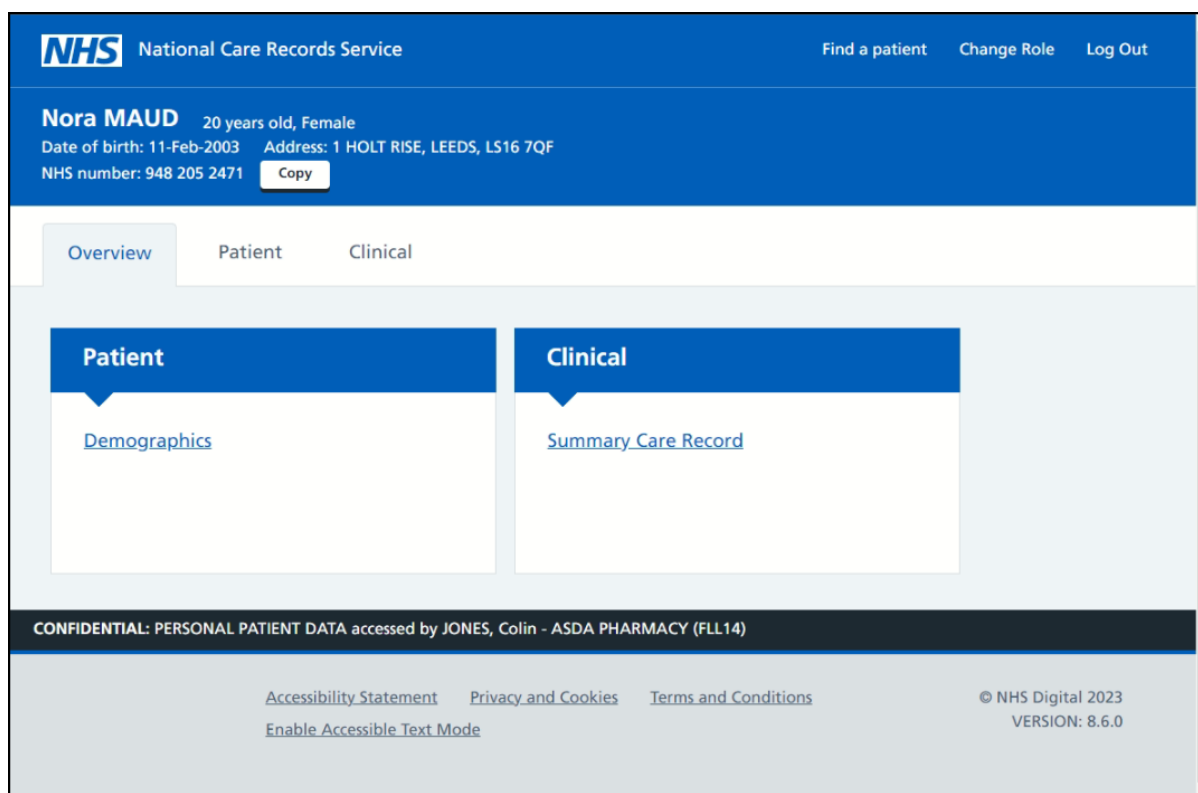 NHS National Care Records Service Find a patient Change Role Log Out
Nora MAUD 20 years old, Female
Date of birth: 11-Feb-2003 Address: 1 HOLT RISE, LEEDS, LS16 7QF
NHS number: 948 205 2471 Copy
Overview Patient Clinical
Patient Clinical
Demographics Summary Care Record
CONFIDENTIAL: PERSONAL PATIENT DATA accessed by JONES, Colin - ASDA PHARMACY (FLL14)
Accessibility Statement Privacy and Cookies Terms and Conditions © NHS Digital 2023
Enable Accessible Text Mode VERSION: 8.6.0